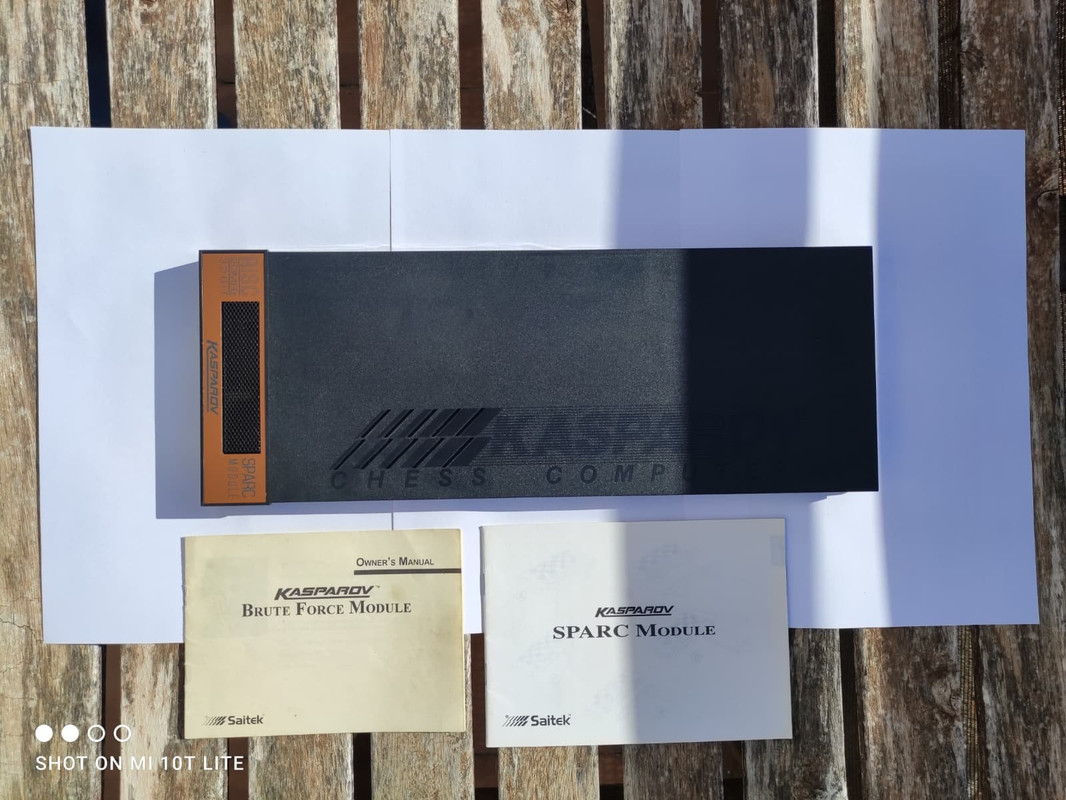 KASPAROV
SPARC
MODULE
KASPAROV
CHESS COMPU
OWNER'S MANUAL
KASPAROV™
BRUTE FORCE MODULE
Saitek
KASPAROV
SPARC MODULE
Saitek
SHOT ON MI 10T LITE